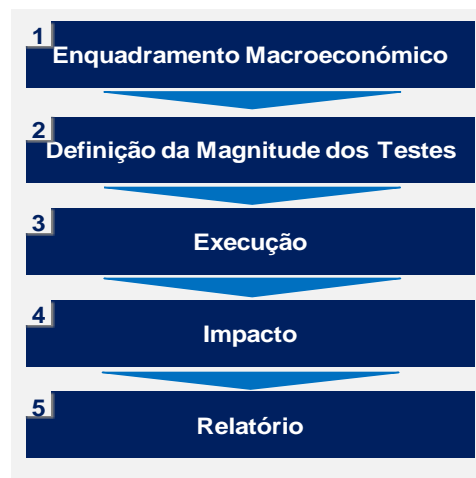 1
Enquadramento Macroeconómico
2
Definição da Magnitude dos Testes
3
Execução
4
Impacto
5
Relatório